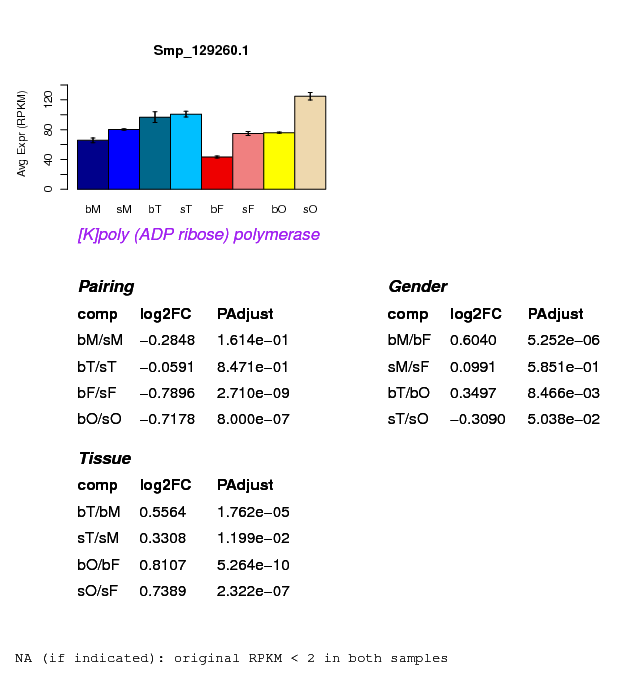 Smp_129260.1
Avg Expr (RPKM)
0 40 80 120
bM sM bT sT bF sF bO sO
[K]poly (ADP ribose) polymerase
Pairing
comp log2FC PAdjust
bM/sM −0.2848 1.614e−01
bT/sT −0.0591 8.471e−01
bF/sF −0.7896 2.710e−09
bO/sO −0.7178 8.000e−07
Gender
comp log2FC PAdjust
bM/bF 0.6040 5.252e−06
sM/sF 0.0991 5.851e−01
bT/bO 0.3497 8.466e−03
sT/sO −0.3090 5.038e−02
Tissue
comp log2FC PAdjust
bT/bM 0.5564 1.762e−05
sT/sM 0.3308 1.199e−02
bO/bF 0.8107 5.264e−10
sO/sF 0.7389 2.322e−07
NA (if indicated): original RPKM < 2 in both samples